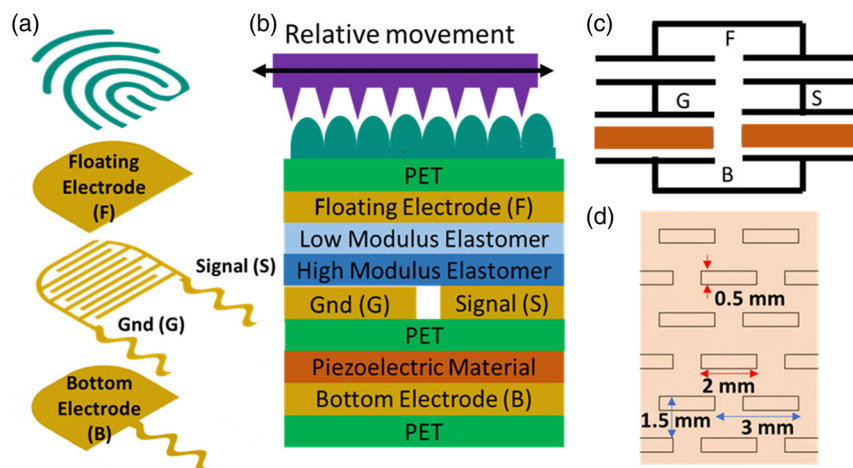 (a)
Floating
Electrode
(F)
Signal (S)
Gnd (G)
Bottom
Electrode
(B)
(b)
Relative movement
PET
Floating Electrode (F)
Low Modulus Elastomer
High Modulus Elastomer
Gnd (G) Signal (S)
PET
Piezoelectric Material
Bottom Electrode (B)
PET
(c)
F
G S
B
(d)
0.5 mm
2 mm
1.5 mm
3 mm